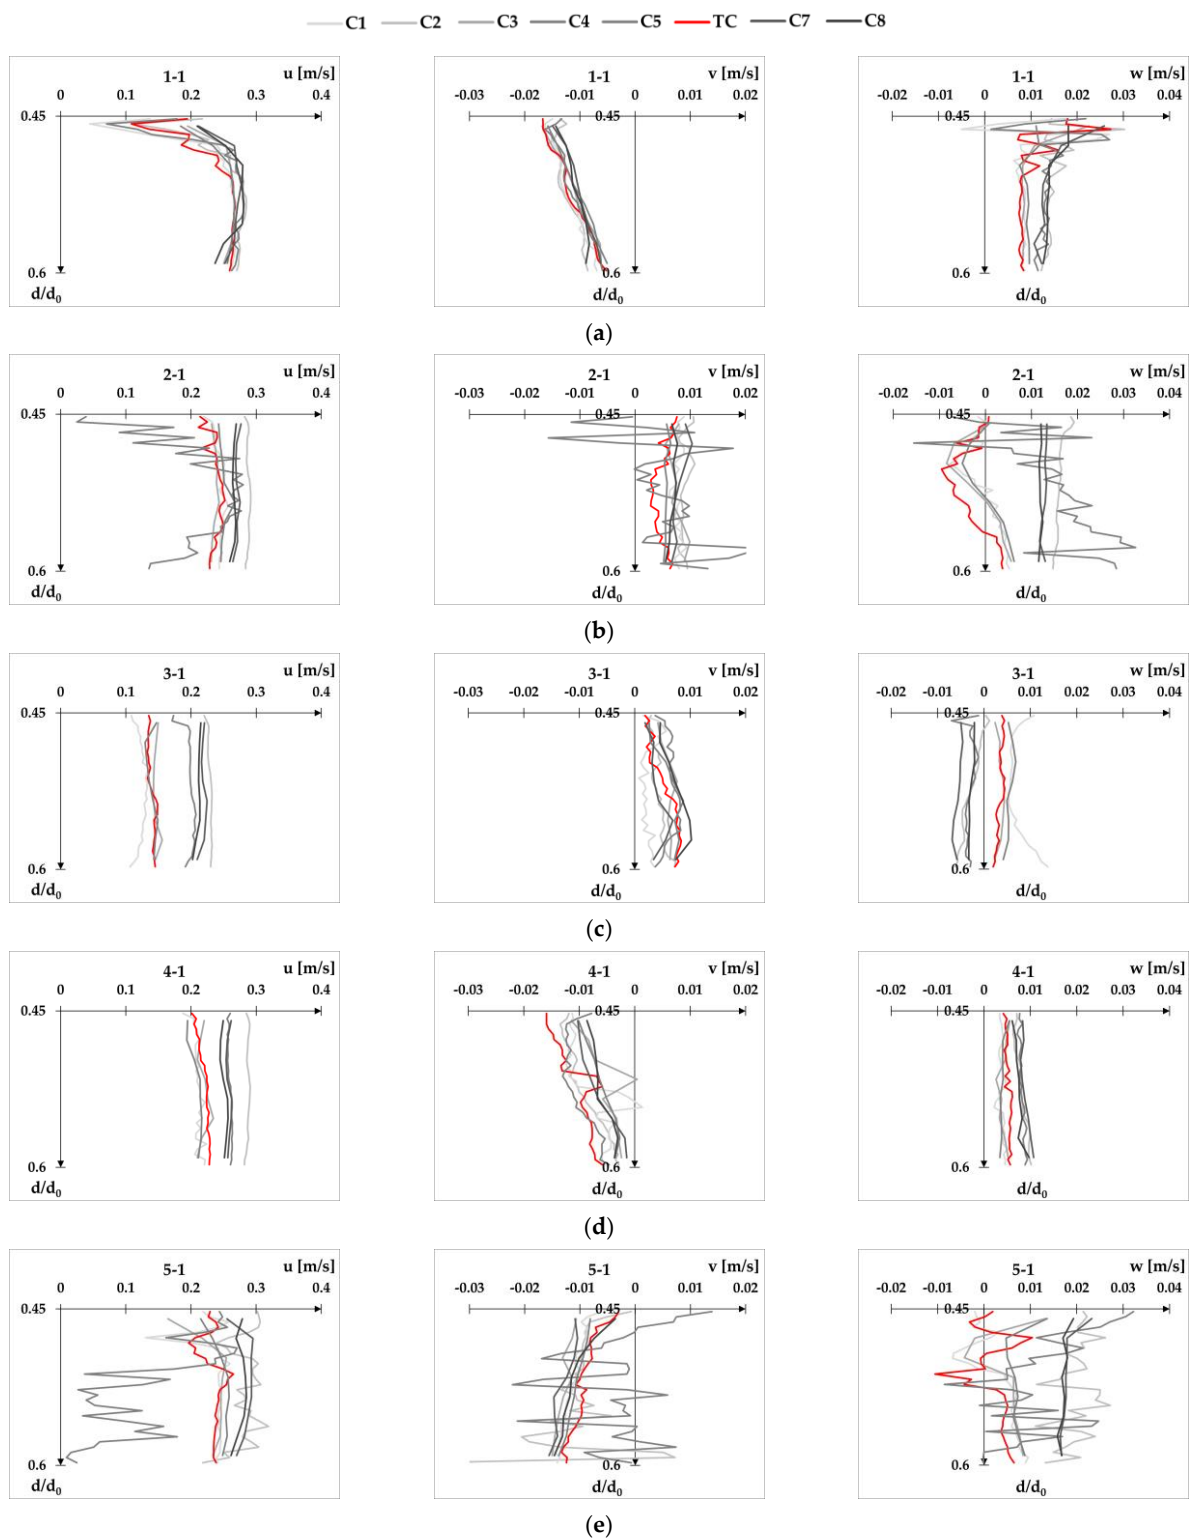 C1 C2 C3 C4 C5 TC C7 C8
1-1 u [m/s] 1-1 v [m/s] 1-1 w [m/s]
0 0.1 0.2 0.3 0.4 -0.03 -0.02 -0.01 0 0.01 0.02 -0.02 -0.01 0 0.01 0.02 0.03 0.04
0.45 0.45 0.45
0.6 0.6 0.6
d/d0 d/d0 d/d0
(a)
2-1 u [m/s] 2-1 v [m/s] 2-1 w [m/s]
0 0.1 0.2 0.3 0.4 -0.03 -0.02 -0.01 0 0.01 0.02 -0.02 -0.01 0 0.01 0.02 0.03 0.04
0.45 0.45 0.45
0.6 0.6 0.6
d/d0 d/d0 d/d0
(b)
3-1 u [m/s] 3-1 v [m/s] 3-1 w [m/s]
0 0.1 0.2 0.3 0.4 -0.03 -0.02 -0.01 0 0.01 0.02 -0.02 -0.01 0 0.01 0.02 0.03 0.04
0.45 0.45 0.45
0.6 0.6 0.6
d/d0 d/d0 d/d0
(c)
4-1 u [m/s] 4-1 v [m/s] 4-1 w [m/s]
0 0.1 0.2 0.3 0.4 -0.03 -0.02 -0.01 0 0.01 0.02 -0.02 -0.01 0 0.01 0.02 0.03 0.04
0.45 0.45 0.45
0.6 0.6 0.6
d/d0 d/d0 d/d0
(d)
5-1 u [m/s] 5-1 v [m/s] 5-1 w [m/s]
0 0.1 0.2 0.3 0.4 -0.03 -0.02 -0.01 0 0.01 0.02 -0.02 -0.01 0 0.01 0.02 0.03 0.04
0.45 0.45 0.45
0.6 0.6 0.6
d/d0 d/d0 d/d0
(e)